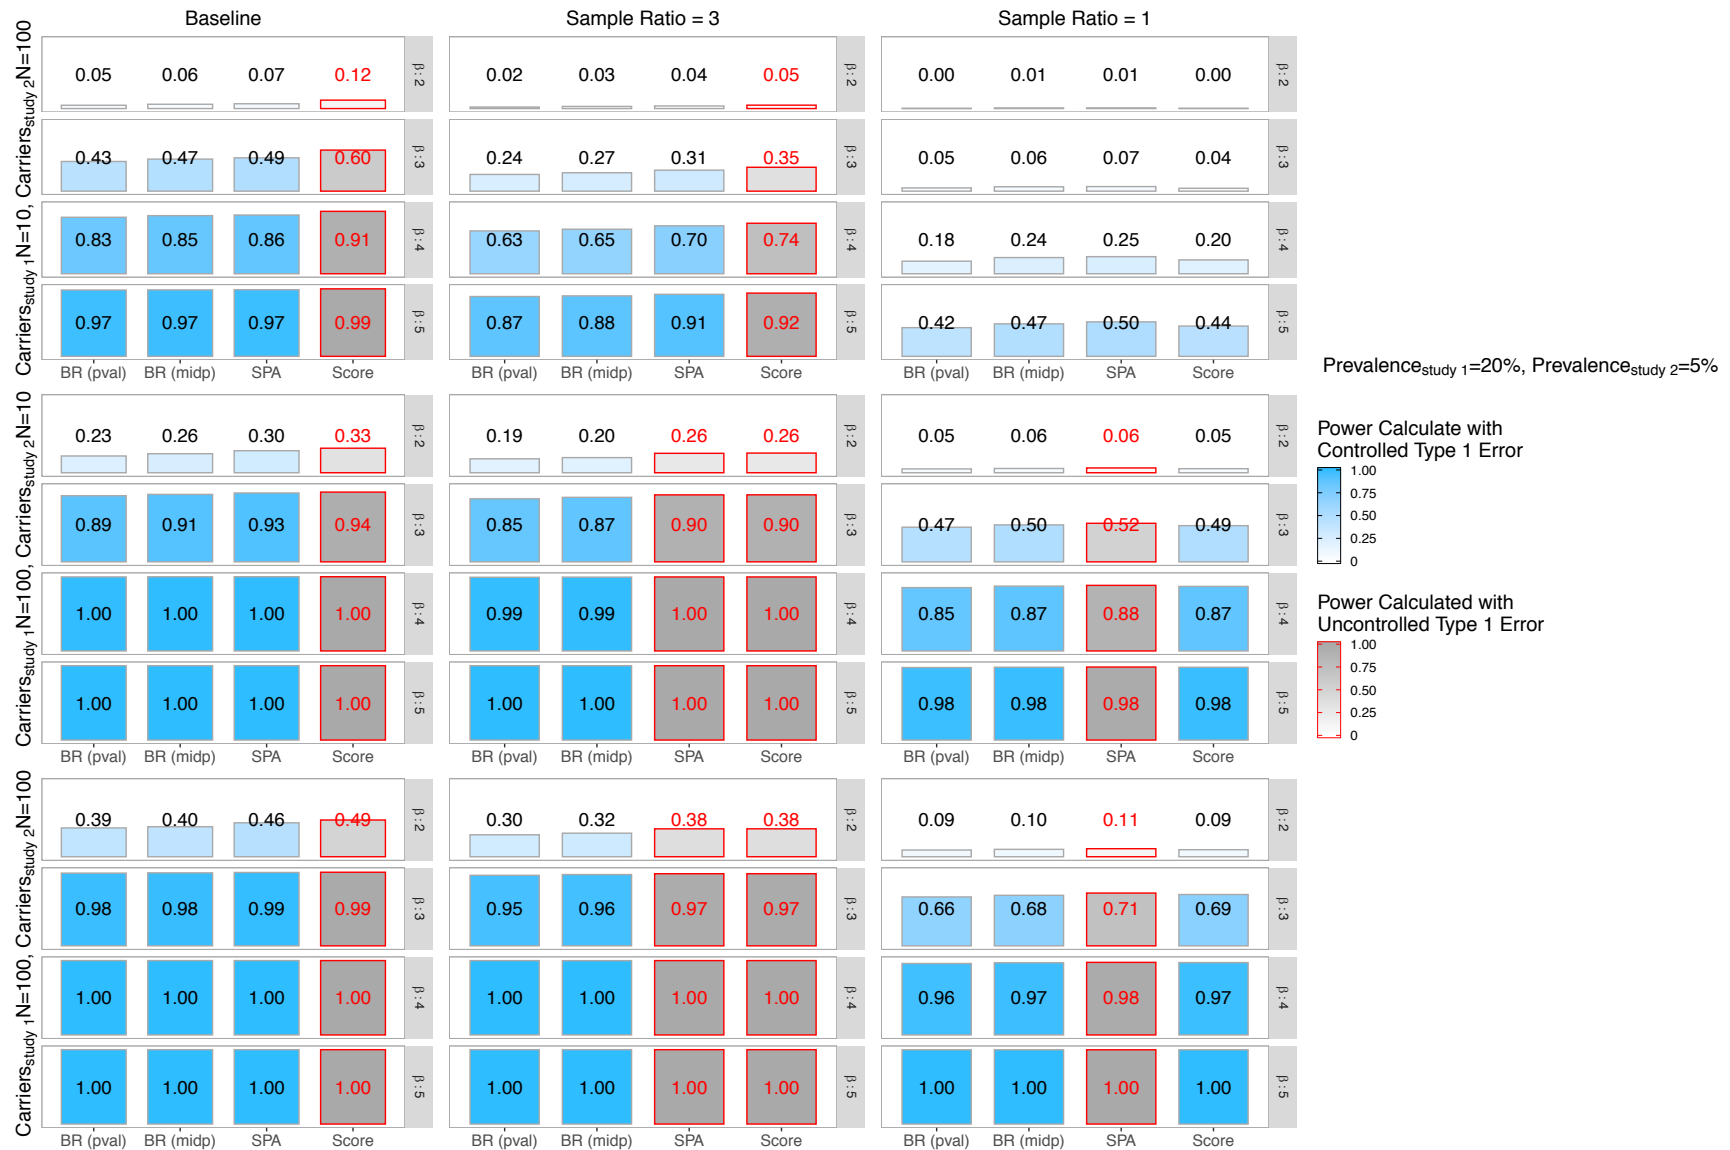 Baseline
Sample Ratio = 3
Sample Ratio = 1
Carriers study 1 N=10, Carriers study 2 N=100
0.05 0.06 0.07 0.12 β:2
0.02 0.03 0.04 0.05 β:2
0.00 0.01 0.01 0.00 β:2
0.43 0.47 0.49 0.60 β:3
0.24 0.27 0.31 0.35 β:3
0.05 0.06 0.07 0.04 β:3
0.83 0.85 0.86 0.91 β:4
0.63 0.65 0.70 0.74 β:4
0.18 0.24 0.25 0.20 β:4
0.97 0.97 0.97 0.99 β:5
0.87 0.88 0.91 0.92 β:5
0.42 0.47 0.50 0.44 β:5
BR (pval) BR (midp) SPA Score
BR (pval) BR (midp) SPA Score
BR (pval) BR (midp) SPA Score
Carriers study 1 N=100, Carriers study 2 N=10
0.23 0.26 0.30 0.33 β:2
0.19 0.20 0.26 0.26 β:2
0.05 0.06 0.06 0.05 β:2
0.89 0.91 0.93 0.94 β:3
0.85 0.87 0.90 0.90 β:3
0.47 0.50 0.52 0.49 β:3
1.00 1.00 1.00 1.00 β:4
0.99 0.99 1.00 1.00 β:4
0.85 0.87 0.88 0.87 β:4
1.00 1.00 1.00 1.00 β:5
1.00 1.00 1.00 1.00 β:5
0.98 0.98 0.98 0.98 β:5
BR (pval) BR (midp) SPA Score
BR (pval) BR (midp) SPA Score
BR (pval) BR (midp) SPA Score
Carriers study 1 N=100, Carriers study 2 N=100
0.39 0.40 0.46 0.49 β:2
0.30 0.32 0.38 0.38 β:2
0.09 0.10 0.11 0.09 β:2
0.98 0.98 0.99 0.99 β:3
0.95 0.96 0.97 0.97 β:3
0.66 0.68 0.71 0.69 β:3
1.00 1.00 1.00 1.00 β:4
1.00 1.00 1.00 1.00 β:4
0.96 0.97 0.98 0.97 β:4
1.00 1.00 1.00 1.00 β:5
1.00 1.00 1.00 1.00 β:5
1.00 1.00 1.00 1.00 β:5
BR (pval) BR (midp) SPA Score
BR (pval) BR (midp) SPA Score
BR (pval) BR (midp) SPA Score
Prevalence study 1=20%, Prevalence study 2=5%
Power Calculate with
Controlled Type 1 Error
1.00
0.75
0.50
0.25
0
Power Calculated with
Uncontrolled Type 1 Error
1.00
0.75
0.50
0.25
0